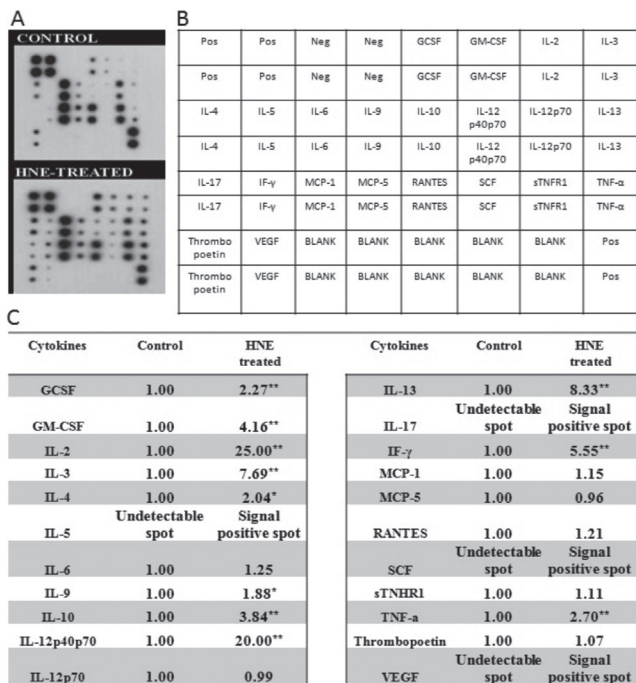 A
CONTROL
HNE-TREATED
B
Pos Pos Neg Neg GCSF GM-CSF IL-2 IL-3
Pos Pos Neg Neg GCSF GM-CSF IL-2 IL-3
IL-4 IL-5 IL-6 IL-9 IL-10 IL-12 p40p70 IL-12p70 IL-13
IL-4 IL-5 IL-6 IL-9 IL-10 IL-12 p40p70 IL-12p70 IL-13
IL-17 IF-γ MCP-1 MCP-5 RANTES SCF sTNFR1 TNF-α
IL-17 IF-γ MCP-1 MCP-5 RANTES SCF sTNFR1 TNF-α
Thrombo poetin VEGF BLANK BLANK BLANK BLANK BLANK Pos
Thrombo poetin VEGF BLANK BLANK BLANK BLANK BLANK Pos
C
Cytokines Control HNE treated
GCSF 1.00 2.27**
GM-CSF 1.00 4.16**
IL-2 1.00 25.00**
IL-3 1.00 7.69**
IL-4 1.00 2.04*
IL-5 Undetectable spot Signal positive spot
IL-6 1.00 1.25
IL-9 1.00 1.88*
IL-10 1.00 3.84**
IL-12p40p70 1.00 20.00**
IL-12p70 1.00 0.99
Cytokines Control HNE treated
IL-13 1.00 8.33**
IL-17 Undetectable spot Signal positive spot
IF-γ 1.00 5.55**
MCP-1 1.00 1.15
MCP-5 1.00 0.96
RANTES 1.00 1.21
SCF Undetectable spot Signal positive spot
sTNHR1 1.00 1.11
TNF-a 1.00 2.70**
Thrombopoetin 1.00 1.07
VEGF Undetectable spot Signal positive spot